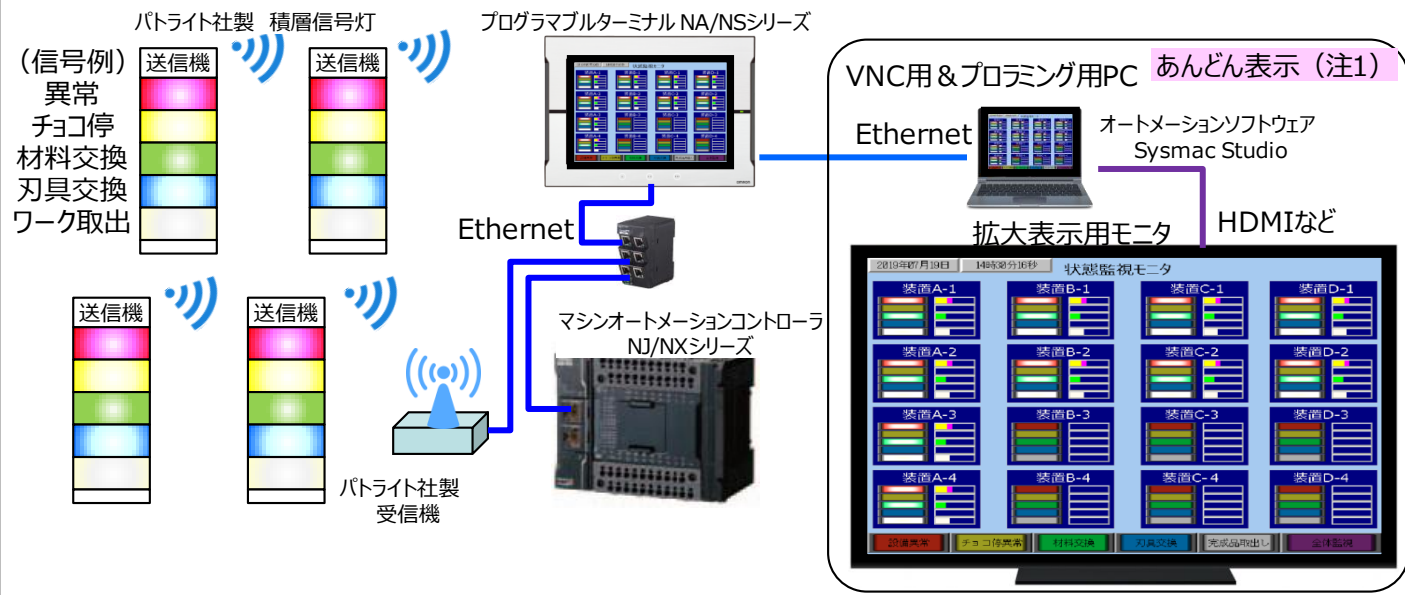 パトライト社製 積層信号灯
プログラマブルターミナル NA/NSシリーズ
(信号例)
異常
チョコ停
材料交換
刃具交換
ワーク取出
送信機
送信機
VNC用&プロラミング用PC
あんどん表示(注1)
Ethernet
オートメーションソフトウェア
Sysmac Studio
Ethernet
拡大表示用モニタ
HDMIなど
送信機
送信機
マシンオートメーションコントローラ
NJ/NXシリーズ
パトライト社製
受信機
2019年07月19日 14時30分16秒 状態監視モニタ
装置A-1 装置B-1 装置C-1 装置D-1
装置A-2 装置B-2 装置C-2 装置D-2
装置A-3 装置B-3 装置C-3 装置D-3
装置A-4 装置B-4 装置C-4 装置D-4
設備異常 チョコ停異常 材料交換 刃具交換 完成品取出し 全体監視